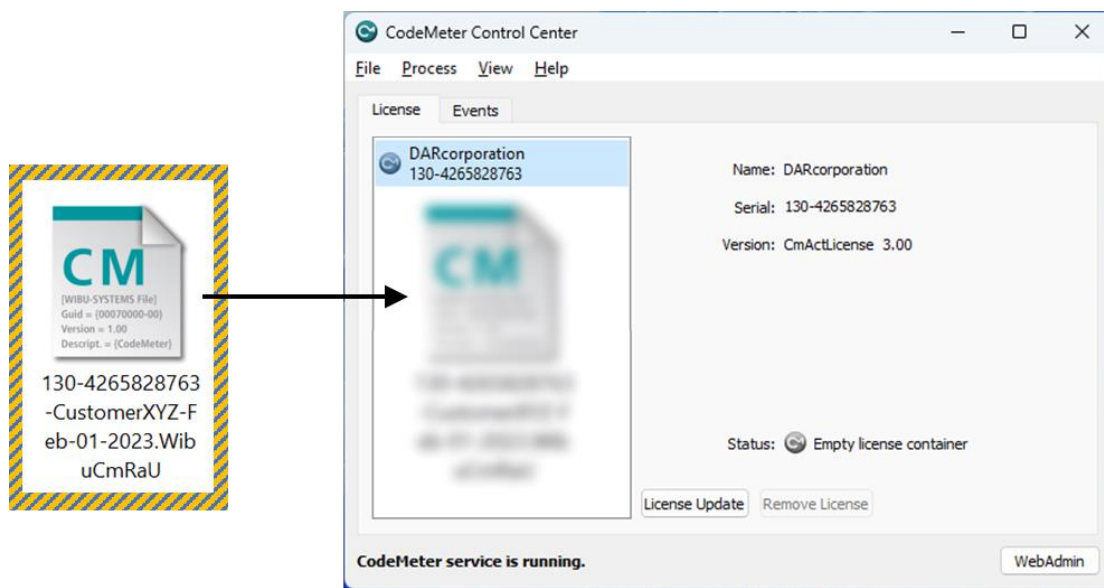 CM
[WIBU-SYSTEMS File]
Guid = {00070000-00}
Version = 1.00
Descript. = {CodeMeter}
130-4265828763
-CustomerXYZ-F
eb-01-2023.Wib
uCmRaU
CodeMeter Control Center
File Process View Help
License Events
DARcorporation
130-4265828763
CM
Name: DARcorporation
Serial: 130-4265828763
Version: CmActLicense 3.00
Status: Empty license container
License Update Remove License
CodeMeter service is running.
WebAdmin